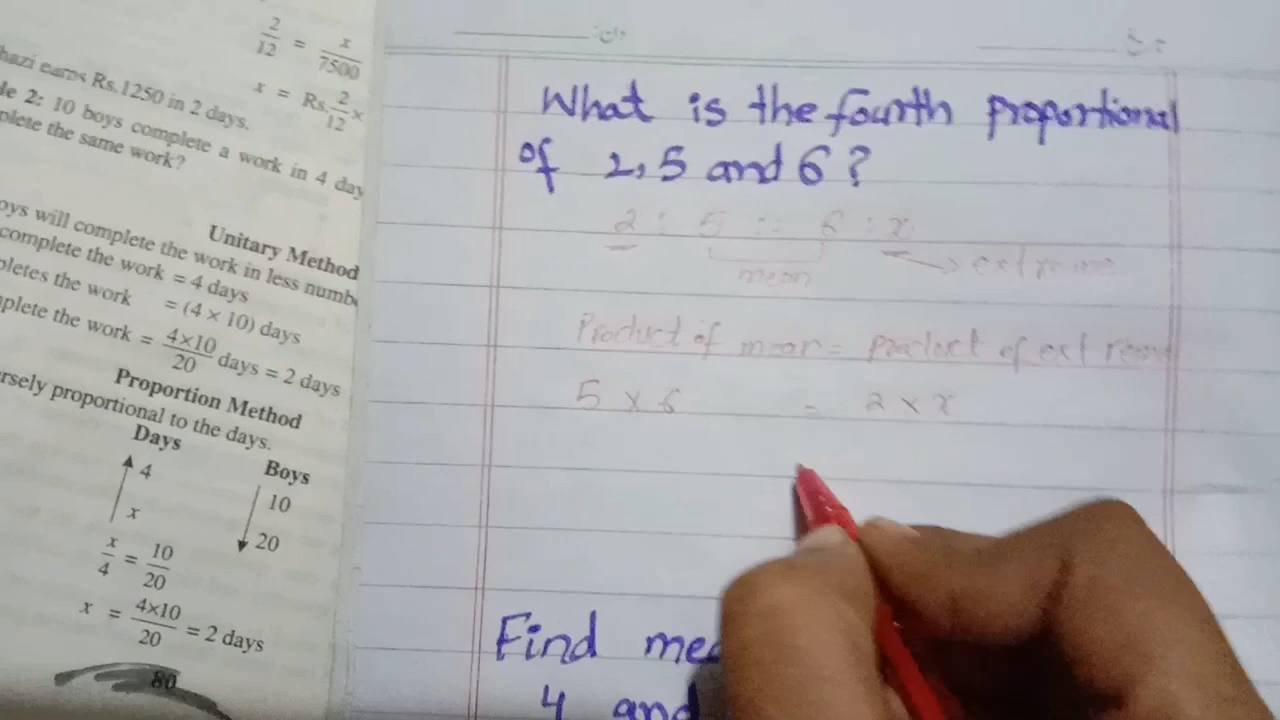 2/12 = x/7500
x = Rs. 2/12 ×
hazi earns Rs.1250 in 2 days.
le 2: 10 boys complete a work in 4 day
plete the same work?
Unitary Method
oys will complete the work in less numbe
complete the work = 4 days
pletes the work = (4 × 10) days
mplete the work = 4×10/20 days = 2 days
Proportion Method
rsely proportional to the days.
Days Boys
4 10
x 20
x/4 = 10/20
x = 4×10/20 = 2 days
80
What is the fourth proportional
of 2, 5 and 6?
2 : 5 :: 6 : x
mean extreme
Product of mean = product of extreme
5 × 6 = 2 × x
Find me
4 and